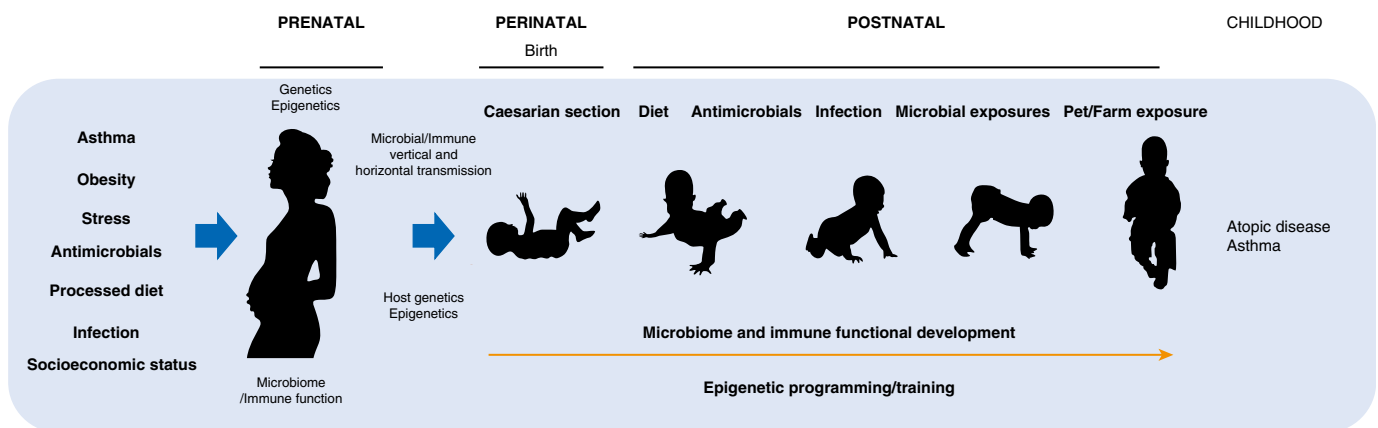 PRENATAL
PERINATAL
POSTNATAL
CHILDHOOD
Birth
Genetics
Epigenetics
Caesarian section
Diet
Antimicrobials
Infection
Microbial exposures
Pet/Farm exposure
Asthma
Obesity
Stress
Antimicrobials
Processed diet
Infection
Socioeconomic status
Microbial/Immune
vertical and
horizontal transmission
Host genetics
Epigenetics
Microbiome
/Immune function
Atopic disease
Asthma
Microbiome and immune functional development
Epigenetic programming/training